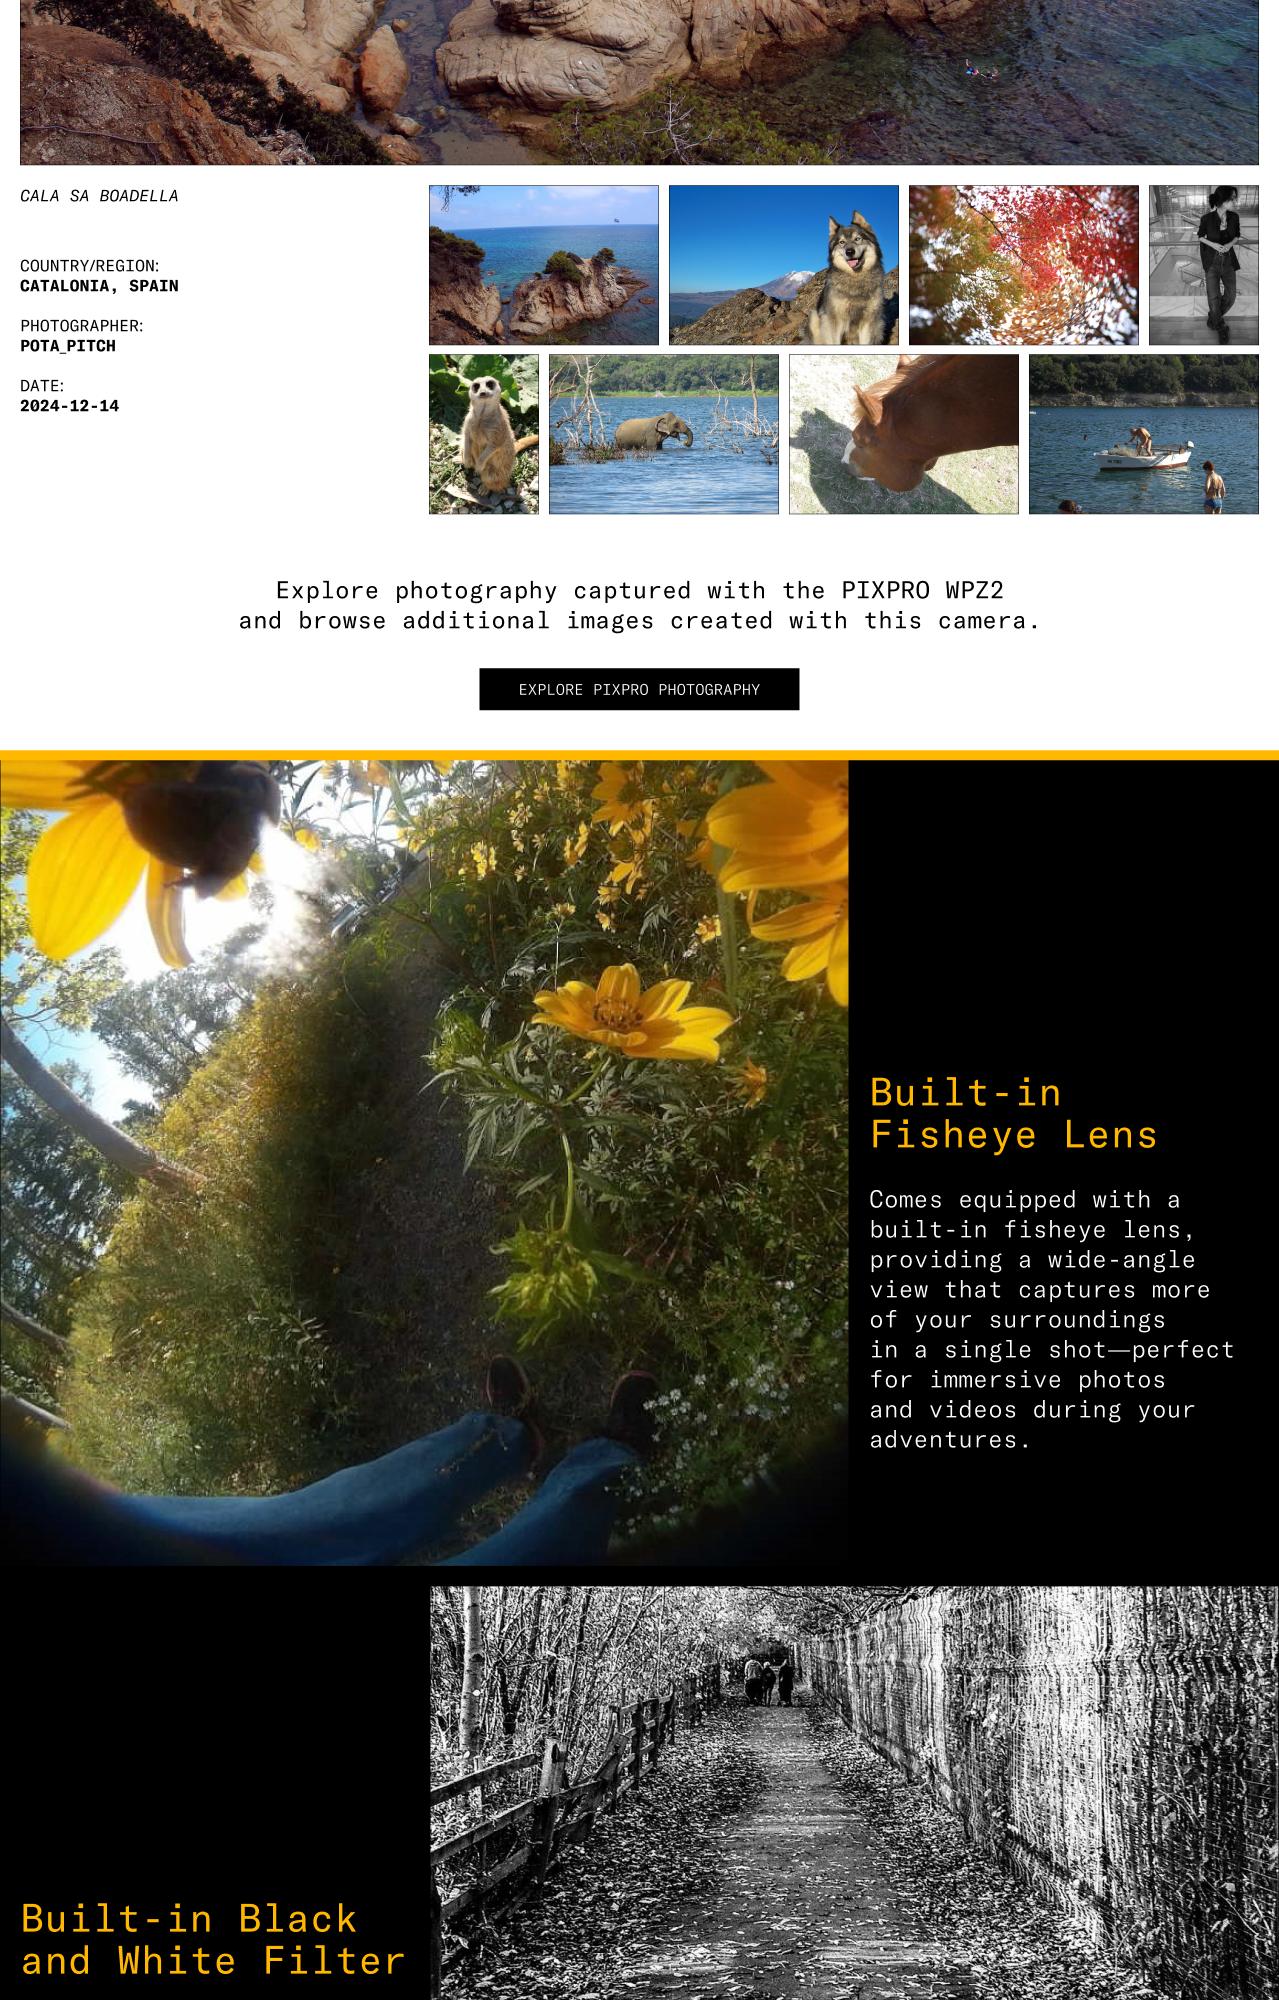 CALA SA BOADELLA
COUNTRY/REGION:
CATALONIA, SPAIN
PHOTOGRAPHER:
POTA_PITCH
DATE:
2024-12-14
Explore photography captured with the PIXPRO WPZ2
and browse additional images created with this camera.
EXPLORE PIXPRO PHOTOGRAPHY
Built-in
Fisheye Lens
Comes equipped with a
built-in fisheye lens,
providing a wide-angle
view that captures more
of your surroundings
in a single shot—perfect
for immersive photos
and videos during your
adventures.
Built-in Black
and White Filter